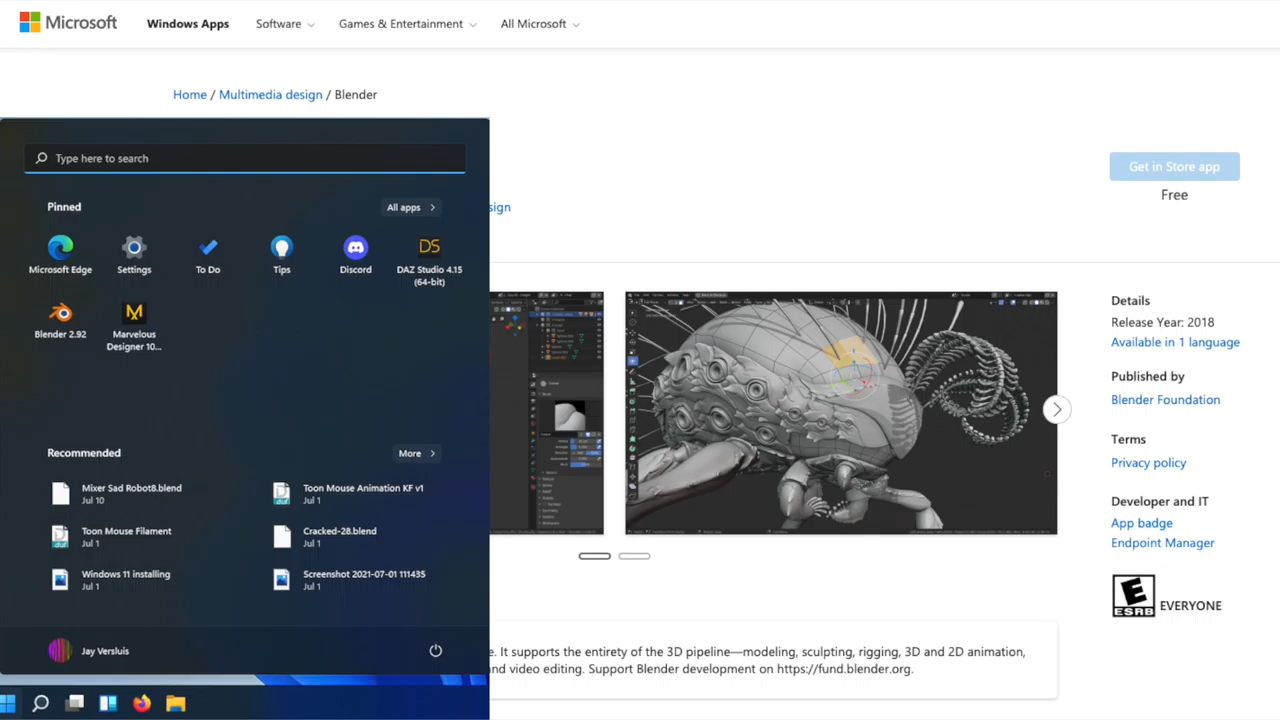 Microsoft
Windows Apps
Software
Games & Entertainment
All Microsoft
Home / Multimedia design / Blender
Type here to search
Get in Store app
Free
Pinned
All apps
sign
Microsoft Edge
Settings
To Do
Tips
Discord
DAZ Studio 4.15
(64-bit)
Blender 2.92
Marvelous
Designer 10...
Details
Release Year: 2018
Available in 1 language
Published by
Blender Foundation
Terms
Privacy policy
Developer and IT
App badge
Endpoint Manager
E
ESRB
EVERYONE
Recommended
More
Mixer Sad Robot8.blend
Jul 10
Toon Mouse Animation KF v1
Jul 1
Toon Mouse Filament
Jul 1
Cracked-28.blend
Jul 1
Windows 11 installing
Jul 1
Screenshot 2021-07-01 111435
Jul 1
Jay Versluis
e. It supports the entirety of the 3D pipeline—modeling, sculpting, rigging, 3D and 2D animation,
nd video editing. Support Blender development on https://fund.blender.org.